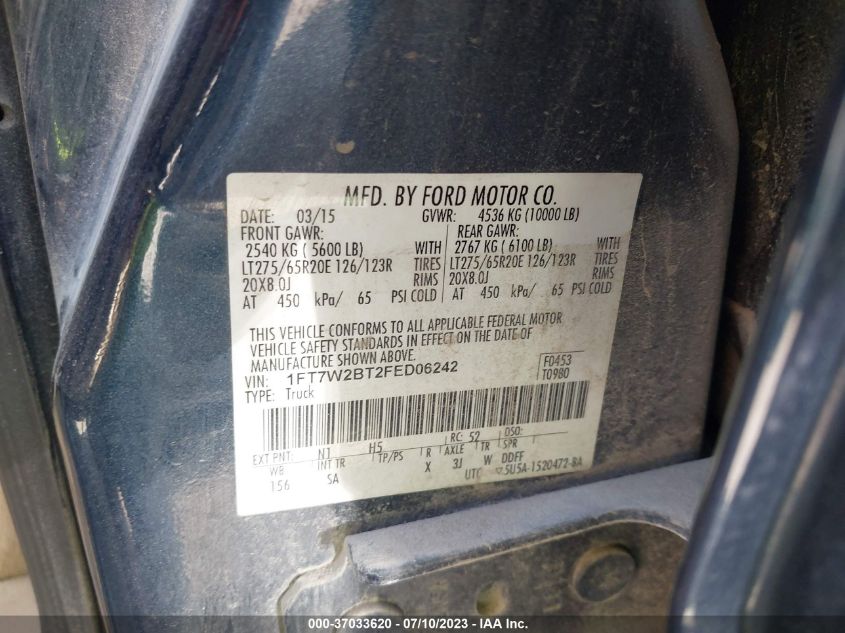 MFD. BY FORD MOTOR CO.
DATE: 03/15 GVWR: 4536 KG (10000 LB)
FRONT GAWR: REAR GAWR:
2540 KG ( 5600 LB) WITH 2767 KG ( 6100 LB) WITH
LT275/65R20E 126/123R TIRES LT275/65R20E 126/123R TIRES
20X8.0J RIMS 20X8.0J RIMS
AT 450 kPa/ 65 PSI COLD AT 450 kPa/ 65 PSI COLD
THIS VEHICLE CONFORMS TO ALL APPLICABLE FEDERAL MOTOR
VEHICLE SAFETY STANDARDS IN EFFECT ON THE DATE OF
MANUFACTURE SHOWN ABOVE.
VIN: 1FT7W2BT2FED06242
TYPE: Truck
F0453
T0980
EXT PNT: N1 H5 RC: 52 DSO:
WB INT TR TP/PS R AXLE TR SPR
156 SA X 3J W DDFF
UTC ▽5U5A-1520472-BA
000-37033620 - 07/10/2023 - IAA Inc.